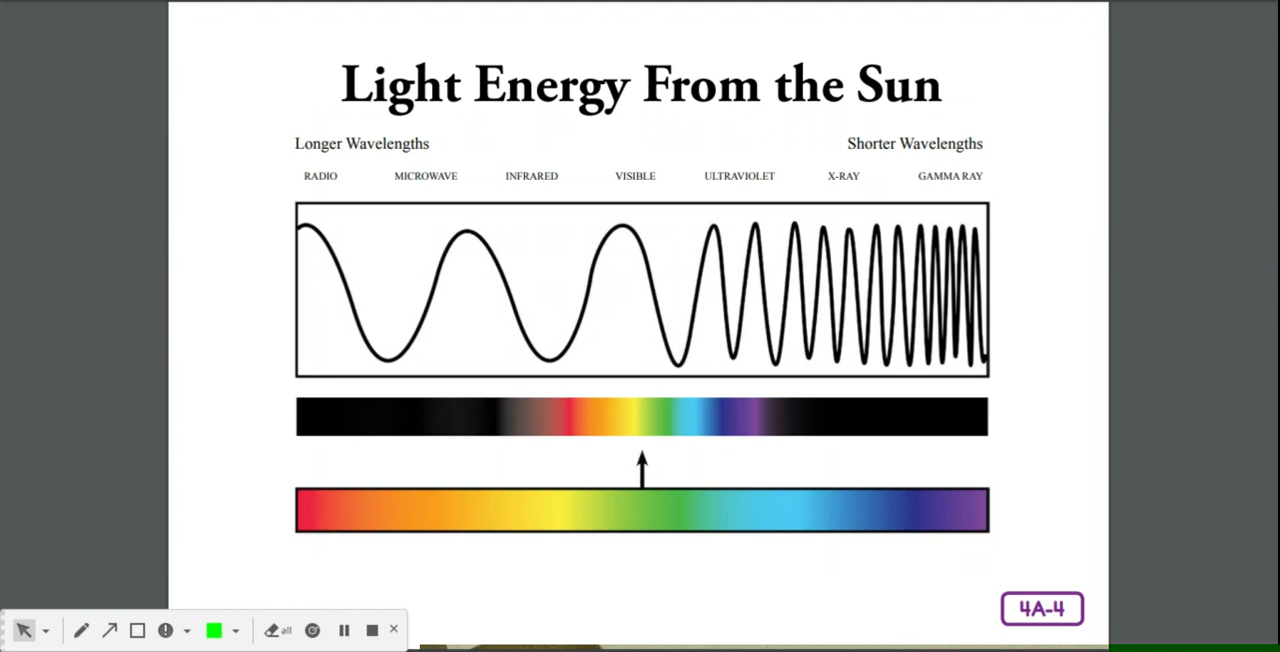 Light Energy From the Sun
Longer Wavelengths Shorter Wavelengths
RADIO MICROWAVE INFRARED VISIBLE ULTRAVIOLET X-RAY GAMMA RAY
4A-4
all